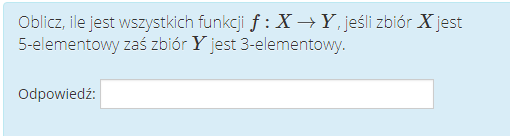 Oblicz, ile jest wszystkich funkcji f : X → Y, jeśli zbiór X jest
5-elementowy zaś zbiór Y jest 3-elementowy.
Odpowiedź: